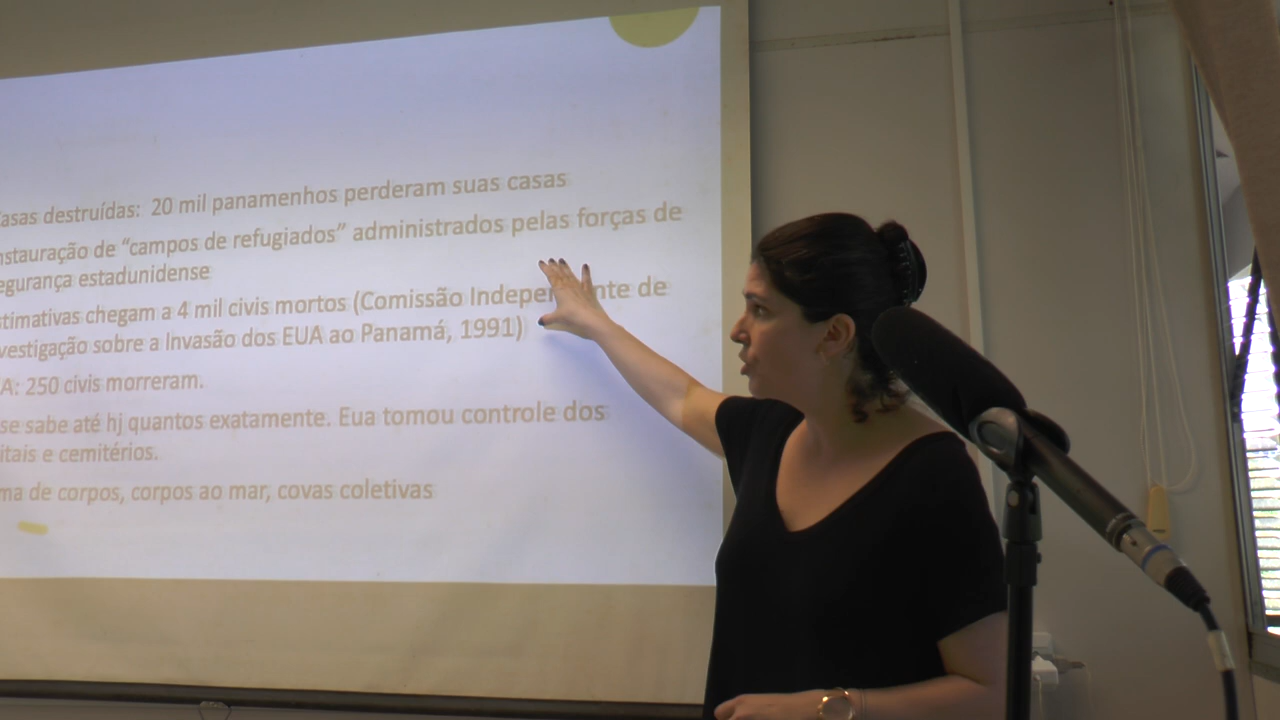 asas destruídas: 20 mil panamenhos perderam suas casas
nstauração de “campos de refugiados” administrados pelas forças de
egurança estadunidense
timativas chegam a 4 mil civis mortos (Comissão Indepen nte de
vestigação sobre a Invasão dos EUA ao Panamá, 1991)
A: 250 civis morreram.
se sabe até hj quantos exatamente. Eua tomou controle dos
itais e cemitérios.
ma de corpos, corpos ao mar, covas coletivas